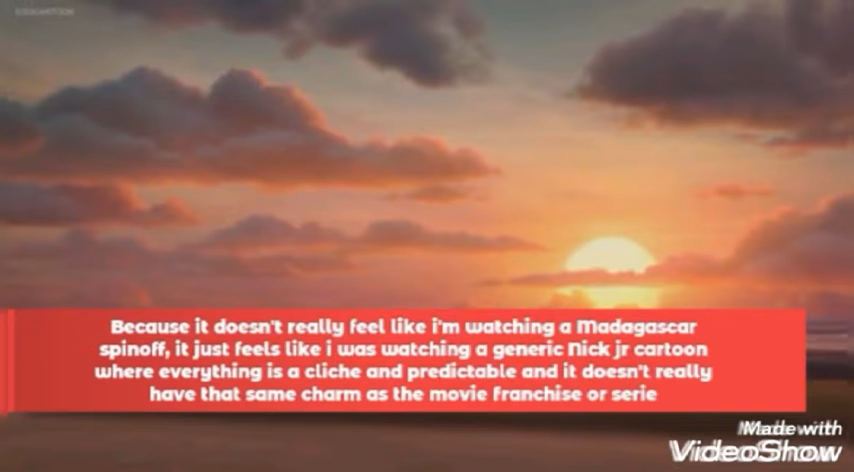 Because it doesn't really feel like i'm watching a Madagascar
spinoff, it just feels like i was watching a generic Nick jr cartoon
where everything is a cliche and predictable and it doesn't really
have that same charm as the movie franchise or serie
Made with
VideoShow